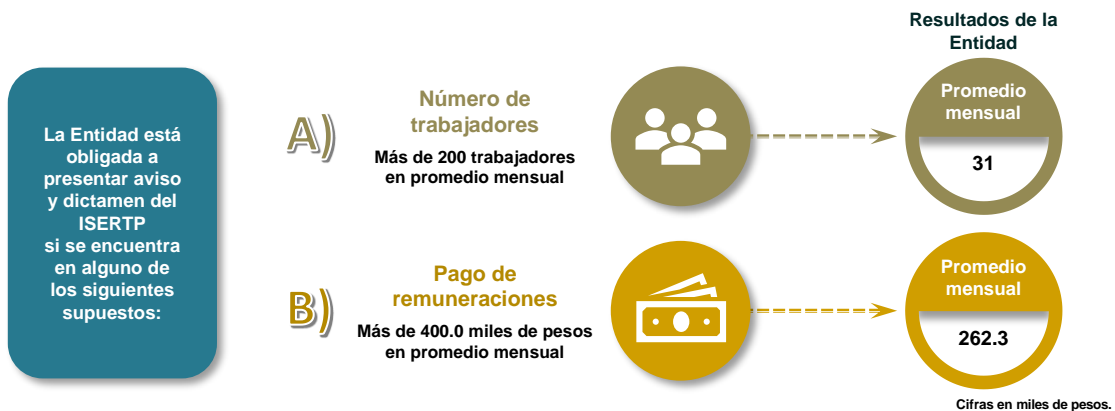 La Entidad está
obligada a
presentar aviso
y dictamen del
ISERTP
si se encuentra
en alguno de
los siguientes
supuestos:
A)
Número de
trabajadores
Más de 200 trabajadores
en promedio mensual
Resultados de la
Entidad
Promedio
mensual
31
B)
Pago de
remuneraciones
Más de 400.0 miles de pesos
en promedio mensual
Promedio
mensual
262.3
Cifras en miles de pesos.